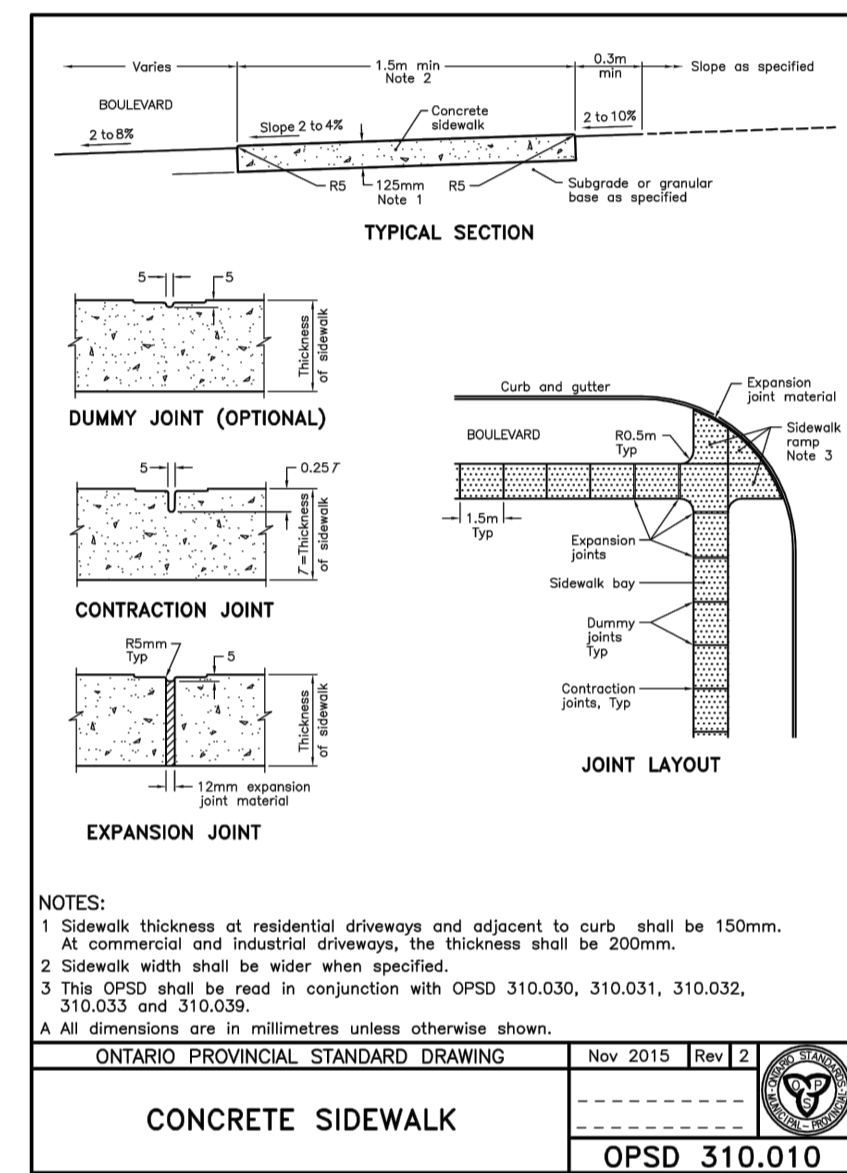 Varies
1.5m min
Note 2
0.3m
min
Slope as specified
BOULEVARD
2 to 8%
Slope 2 to 4%
Concrete
sidewalk
2 to 10%
R5
125mm
Note 1
R5
Subgrade or granular
base as specified
TYPICAL SECTION
5
5
Thickness
of sidewalk
DUMMY JOINT (OPTIONAL)
5
0.25T
T=Thickness
of sidewalk
CONTRACTION JOINT
R5mm
Typ
5
Thickness
of sidewalk
12mm expansion
joint material
EXPANSION JOINT
Curb and gutter
Expansion
joint material
BOULEVARD
R0.5m
Typ
Sidewalk
ramp
Note 3
1.5m
Typ
Expansion
joints
Sidewalk bay
Dummy
joints
Typ
Contraction
joints, Typ
JOINT LAYOUT
NOTES:
1 Sidewalk thickness at residential driveways and adjacent to curb shall be 150mm.
At commercial and industrial driveways, the thickness shall be 200mm.
2 Sidewalk width shall be wider when specified.
3 This OPSD shall be read in conjunction with OPSD 310.030, 310.031, 310.032,
310.033 and 310.039.
A All dimensions are in millimetres unless otherwise shown.
ONTARIO PROVINCIAL STANDARD DRAWING
Nov 2015
Rev
2
CONCRETE SIDEWALK
ONTARIO STANDARDS
MUNICIPAL - PROVINCIAL
OPS
OPSD 310.010